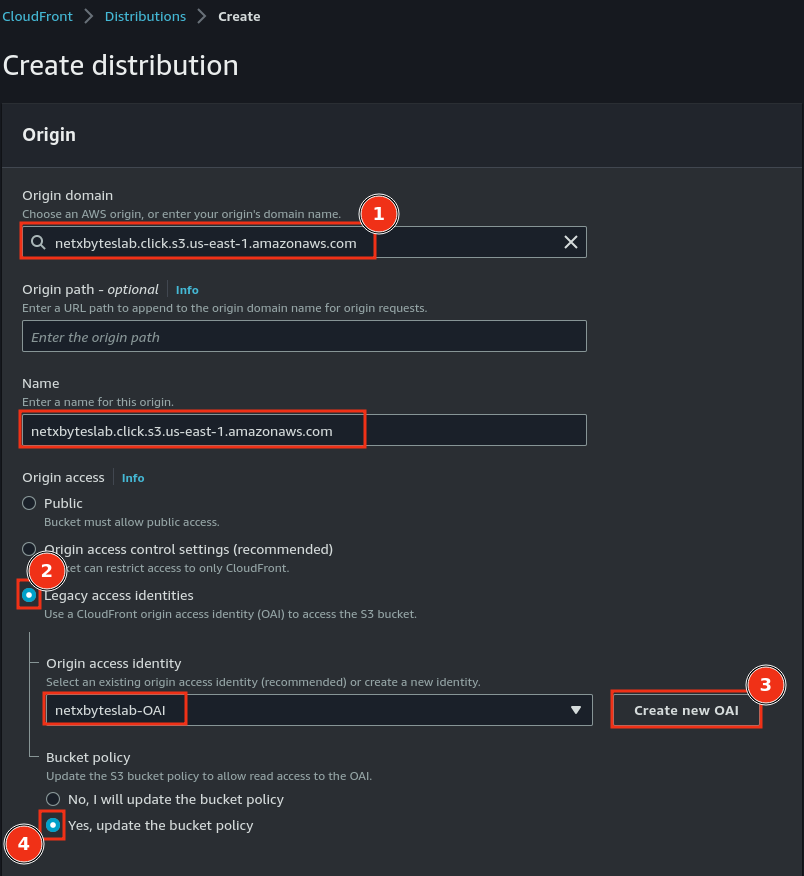 CloudFront > Distributions > Create
Create distribution
Origin
Origin domain
Choose an AWS origin, or enter your origin's domain name.
1
netxbyteslab.click.s3.us-east-1.amazonaws.com
Origin path - optional Info
Enter a URL path to append to the origin domain name for origin requests.
Enter the origin path
Name
Enter a name for this origin.
netxbyteslab.click.s3.us-east-1.amazonaws.com
Origin access Info
Public
Bucket must allow public access.
Origin access control settings (recommended)
2
can restrict access to only CloudFront.
Legacy access identities
Use a CloudFront origin access identity (OAI) to access the S3 bucket.
Origin access identity
Select an existing origin access identity (recommended) or create a new identity.
3
netxbyteslab-OAI
Create new OAI
Bucket policy
Update the S3 bucket policy to allow read access to the OAI.
No, I will update the bucket policy
Yes, update the bucket policy
4